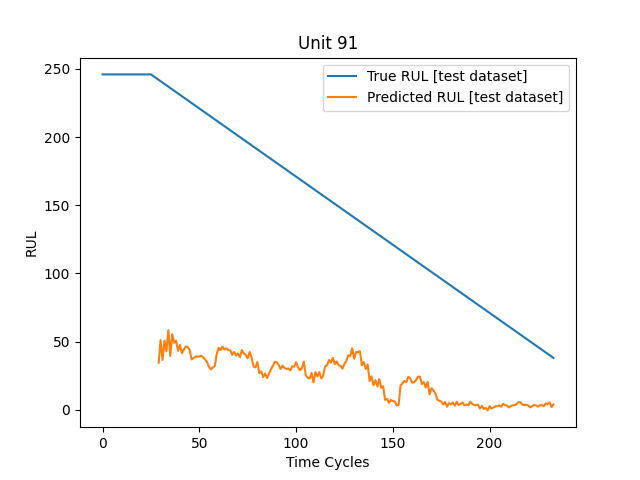 Unit 91
True RUL [test dataset]
Predicted RUL [test dataset]
RUL
250
200
150
100
50
0
0 50 100 150 200
Time Cycles